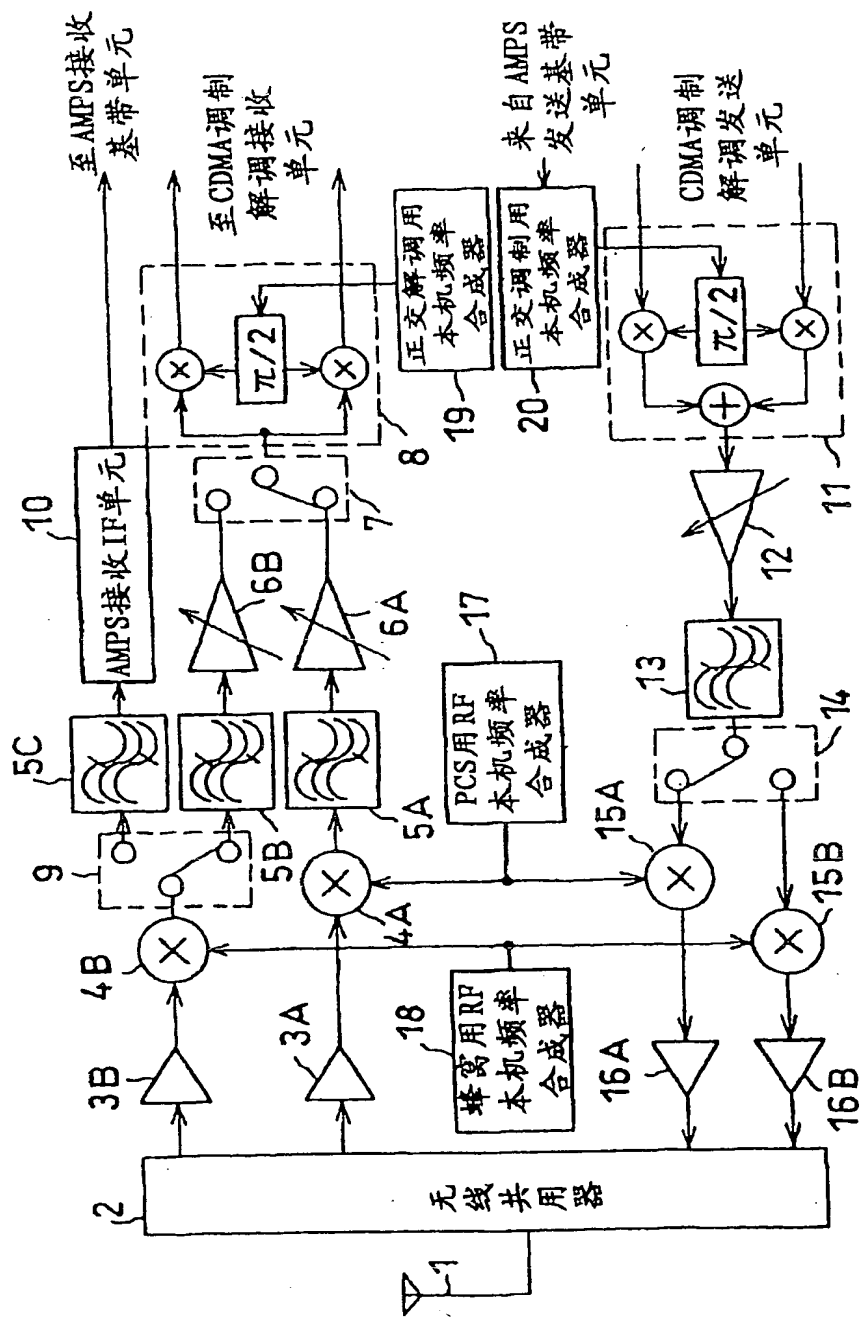 至AMPS接收
基带单元
至CDMA调制
解调接收
单元
来自AMPS
发送基带
单元
CDMA调制
解调发送
单元
10
AMPS接收IF单元
5C
9
4B
3B
5B
6B
7
8
π/2
正交解调用
本机频率
合成器
19
正交调制用
本机频率
合成器
20
π/2
11
12
13
14
6A
5A
4A
3A
PCS用RF
本机频率
合成器
17
蜂窝用RF
本机频率
合成器
18
15A
15B
16A
16B
2
无线共用器
1